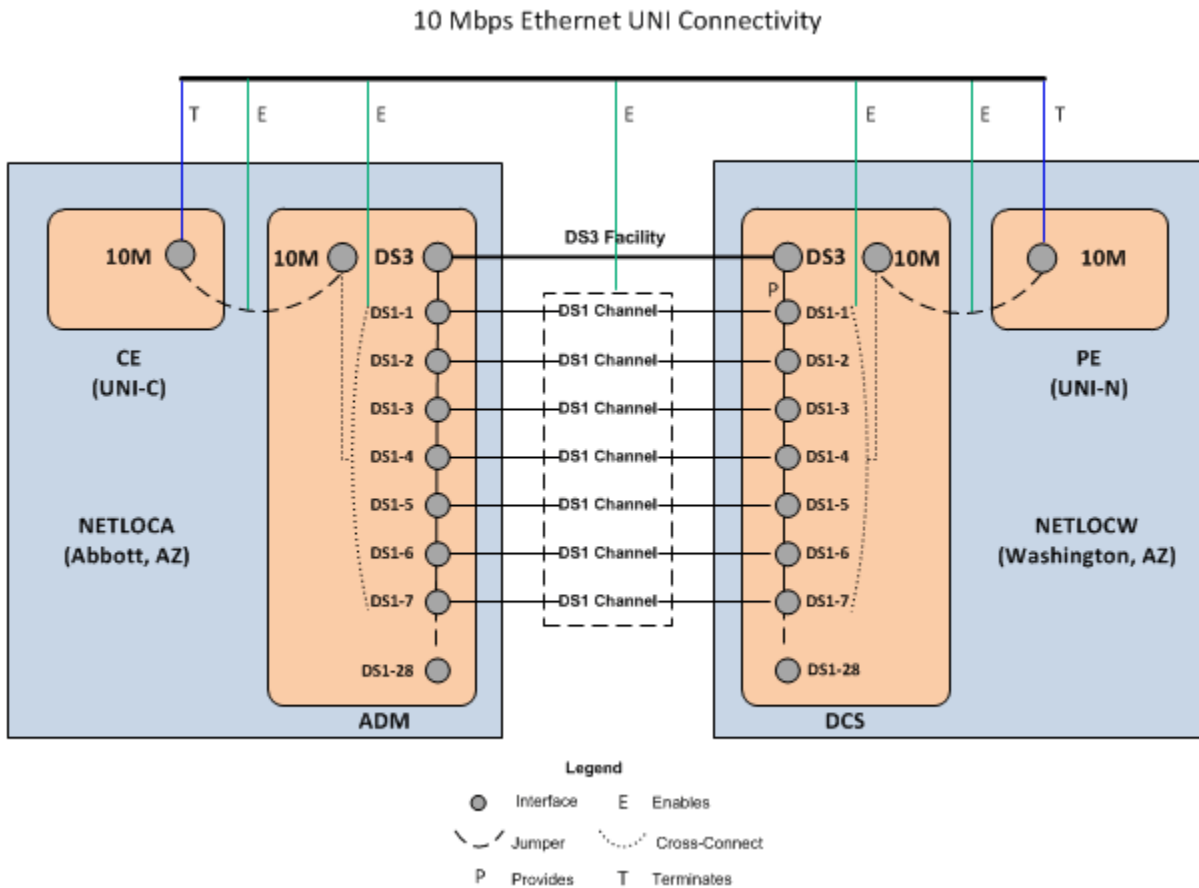 10 Mbps Ethernet UNI Connectivity
T E E E E E T
10M 10M DS3 DS3 Facility DS3 10M 10M
P
DS1-1 DS1 Channel DS1-1
DS1-2 DS1 Channel DS1-2
DS1-3 DS1 Channel DS1-3
DS1-4 DS1 Channel DS1-4
DS1-5 DS1 Channel DS1-5
DS1-6 DS1 Channel DS1-6
DS1-7 DS1 Channel DS1-7
DS1-28 DS1-28
CE
(UNI-C)
PE
(UNI-N)
NETLOCA
(Abbott, AZ)
NETLOCW
(Washington, AZ)
ADM DCS
Legend
Interface E Enables
Jumper Cross-Connect
P Provides T Terminates